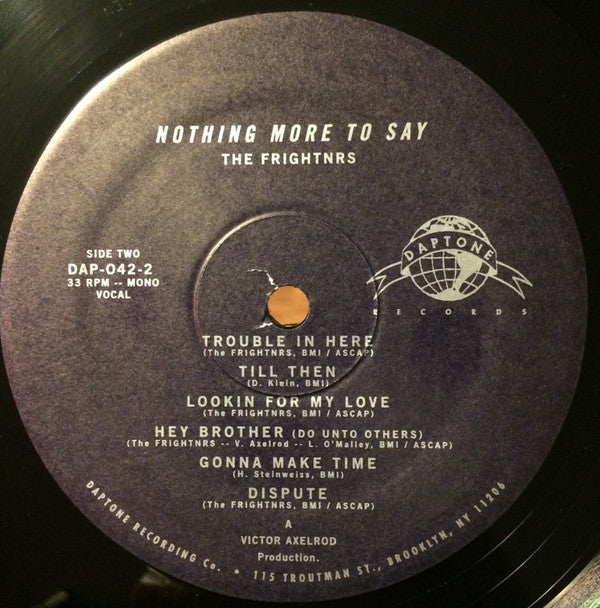 NOTHING MORE TO SAY
THE FRIGHTNRS
SIDE TWO
DAP-042-2
33 RPM -- MONO
VOCAL
DAPTONE
RECORDS
TROUBLE IN HERE
(The FRIGHTNRS, BMI / ASCAP)
TILL THEN
(D. Klein, BMI)
LOOKIN FOR MY LOVE
(The FRIGHTNRS, BMI / ASCAP)
HEY BROTHER (DO UNTO OTHERS)
(The FRIGHTNRS -- V. Axelrod -- L. O'Malley, BMI / ASCAP)
GONNA MAKE TIME
(H. Steinweiss, BMI)
DISPUTE
(The FRIGHTNRS, BMI / ASCAP)
A
VICTOR AXELROD
Production.
DAPTONE RECORDING Co. • 115 TROUTMAN ST., BROOKLYN, NY 11206